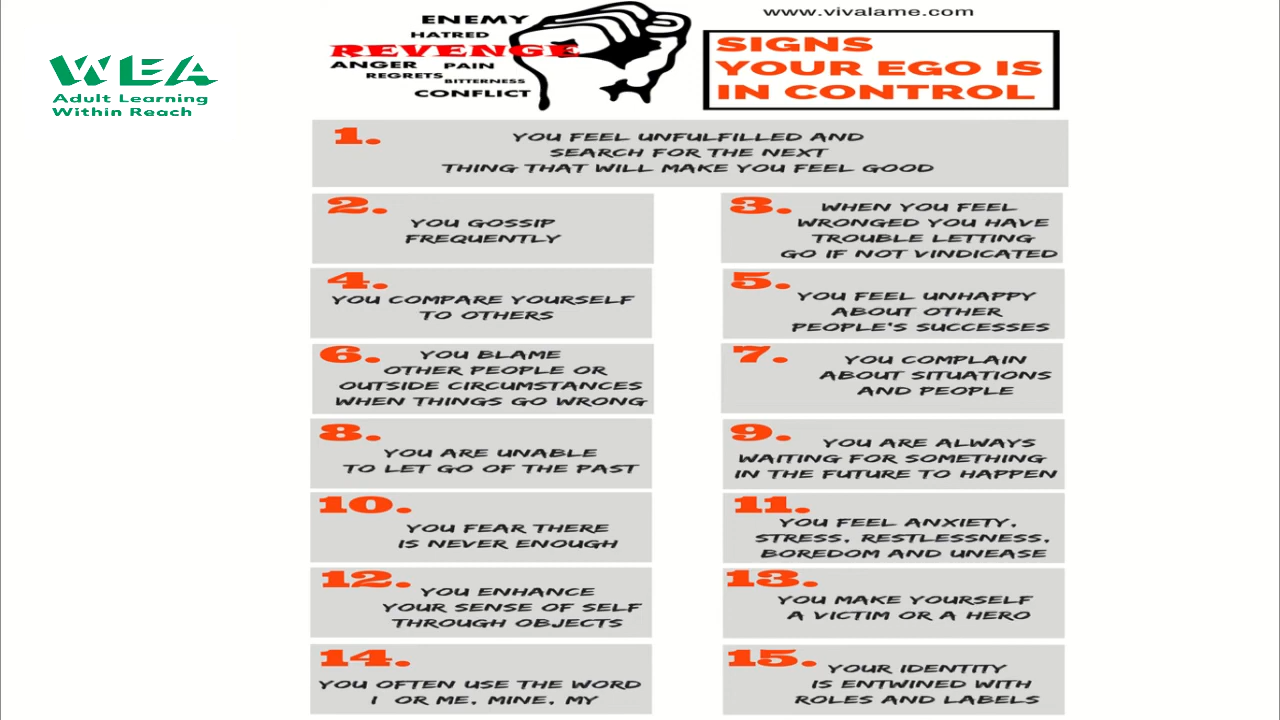 WEA
Adult Learning
Within Reach
ENEMY
HATRED
REVENGE
ANGER PAIN
REGRETS BITTERNESS
CONFLICT
www.vivalame.com
SIGNS
YOUR EGO IS
IN CONTROL
1.
YOU FEEL UNFULFILLED AND
SEARCH FOR THE NEXT
THING THAT WILL MAKE YOU FEEL GOOD
2.
YOU GOSSIP
FREQUENTLY
3.
WHEN YOU FEEL
WRONGED YOU HAVE
TROUBLE LETTING
GO IF NOT VINDICATED
4.
YOU COMPARE YOURSELF
TO OTHERS
5.
YOU FEEL UNHAPPY
ABOUT OTHER
PEOPLE'S SUCCESSES
6.
YOU BLAME
OTHER PEOPLE OR
OUTSIDE CIRCUMSTANCES
WHEN THINGS GO WRONG
7.
YOU COMPLAIN
ABOUT SITUATIONS
AND PEOPLE
8.
YOU ARE UNABLE
TO LET GO OF THE PAST
9.
YOU ARE ALWAYS
WAITING FOR SOMETHING
IN THE FUTURE TO HAPPEN
10.
YOU FEAR THERE
IS NEVER ENOUGH
11.
YOU FEEL ANXIETY,
STRESS, RESTLESSNESS,
BOREDOM AND UNEASE
12.
YOU ENHANCE
YOUR SENSE OF SELF
THROUGH OBJECTS
13.
YOU MAKE YOURSELF
A VICTIM OR A HERO
14.
YOU OFTEN USE THE WORD
I OR ME, MINE, MY
15.
YOUR IDENTITY
IS ENTWINED WITH
ROLES AND LABELS